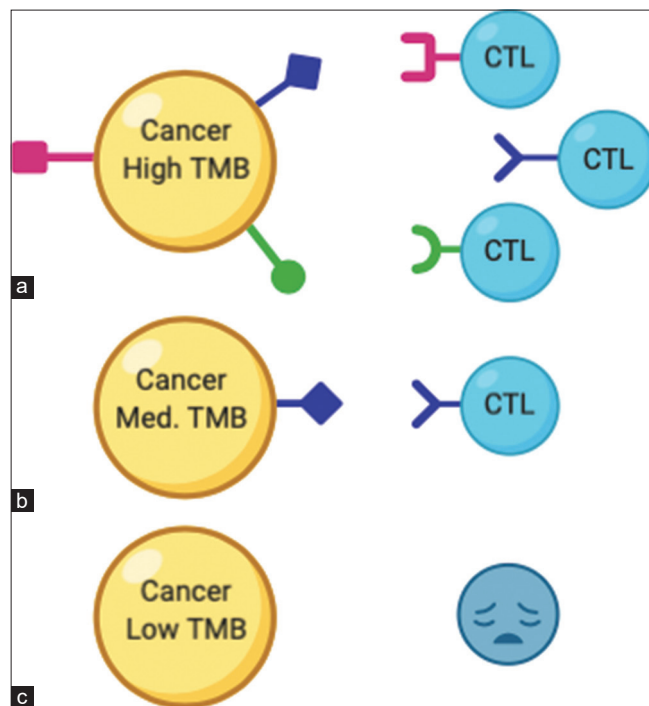 Cancer
High TMB
CTL
CTL
CTL
a
Cancer
Med. TMB
CTL
b
Cancer
Low TMB
c